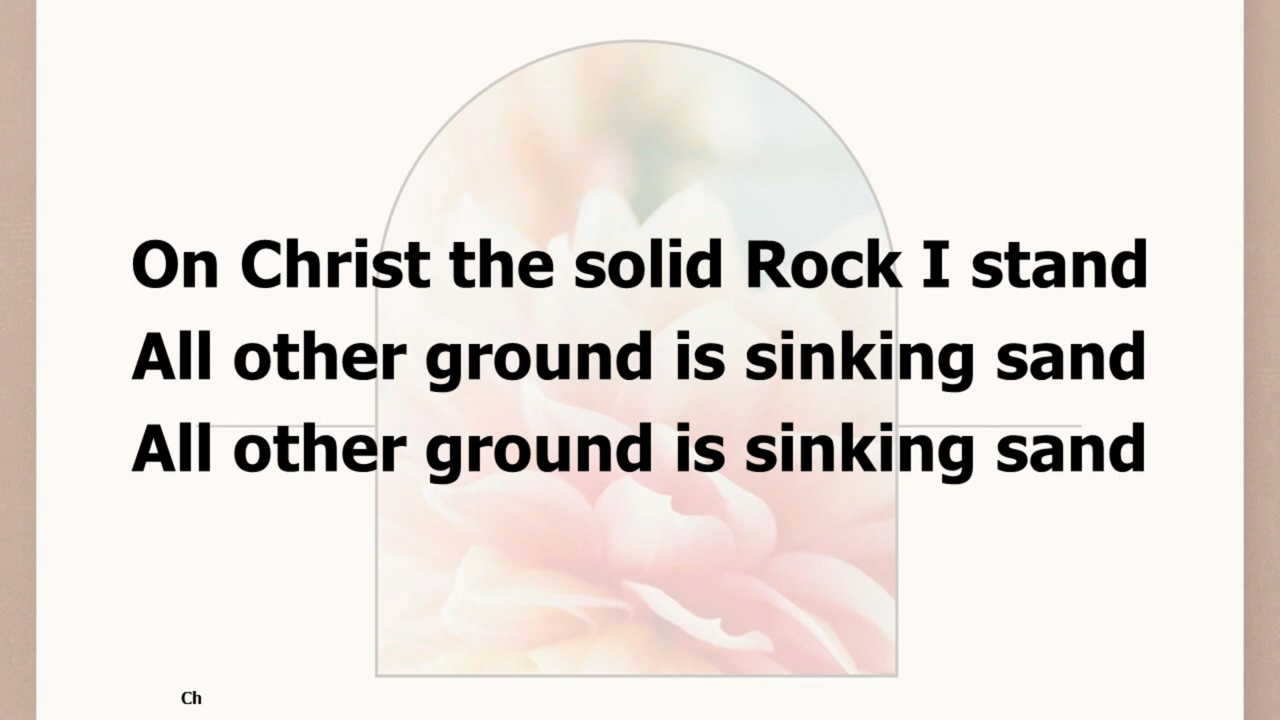 On Christ the solid Rock I stand
All other ground is sinking sand
All other ground is sinking sand
Ch